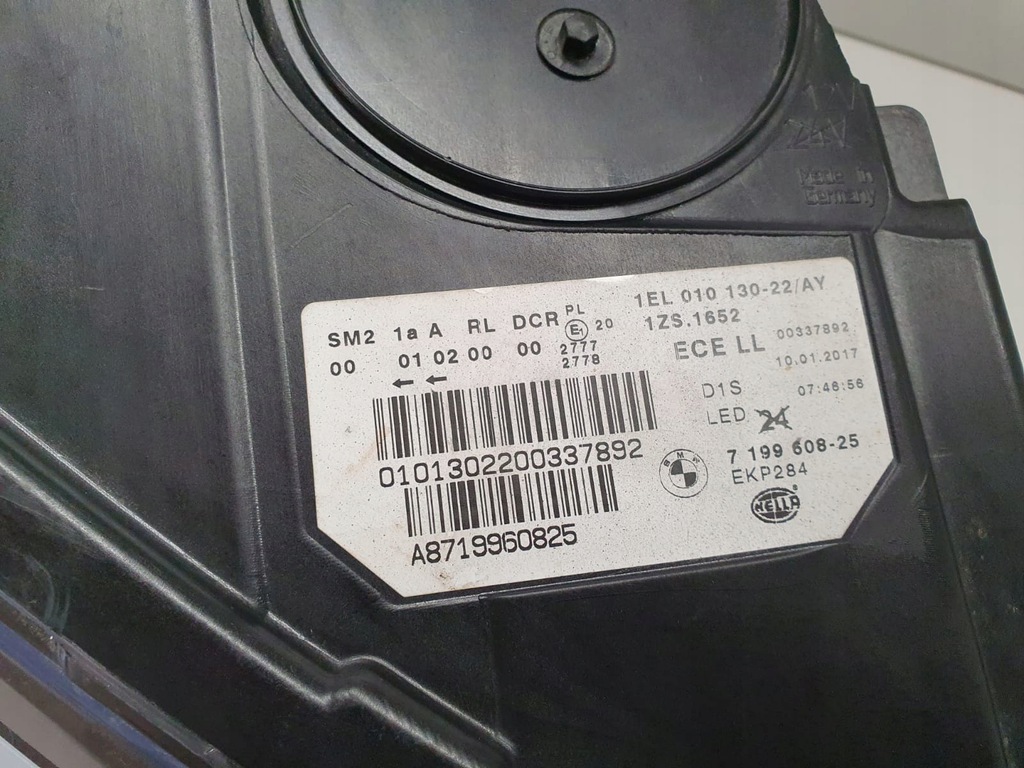 24V
Made in
Germany
SM2 1a A RL DCR PL
00 01 02 00 00 E1 20
2777
2778
1EL 010 130-22/AY
1ZS.1652
00337892
ECE LL
10.01.2017
D1S 07:46:56
LED 24
0101302200337892
BMW
7 199 608-25
EKP284
HELLA
A8719960825